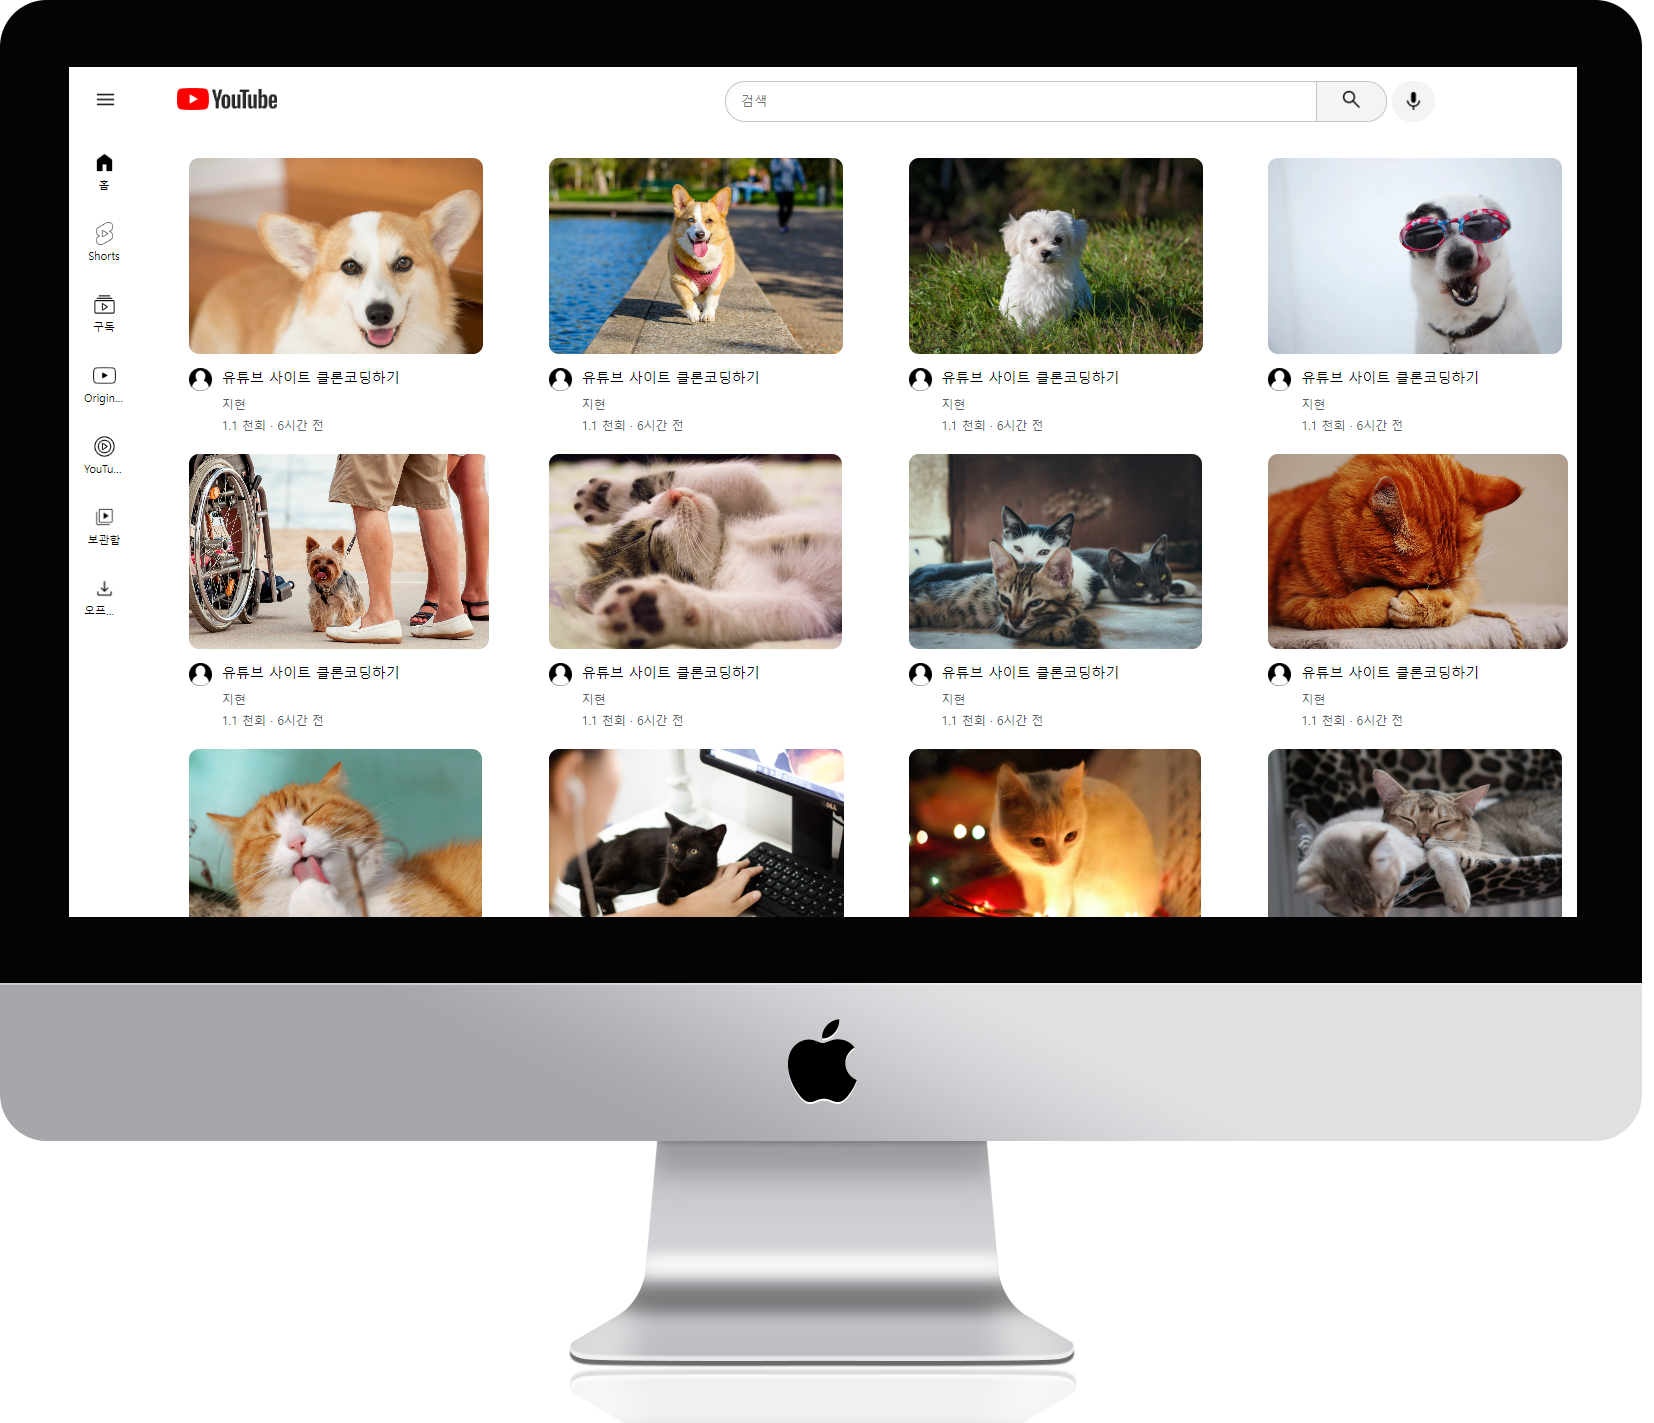 YouTube
검색
홈
Shorts
구독
Origin...
YouTu...
보관함
오프...
유튜브 사이트 클론코딩하기
지현
1.1 천회 · 6시간 전
유튜브 사이트 클론코딩하기
지현
1.1 천회 · 6시간 전
유튜브 사이트 클론코딩하기
지현
1.1 천회 · 6시간 전
유튜브 사이트 클론코딩하기
지현
1.1 천회 · 6시간 전
유튜브 사이트 클론코딩하기
지현
1.1 천회 · 6시간 전
유튜브 사이트 클론코딩하기
지현
1.1 천회 · 6시간 전
유튜브 사이트 클론코딩하기
지현
1.1 천회 · 6시간 전
유튜브 사이트 클론코딩하기
지현
1.1 천회 · 6시간 전
DELL